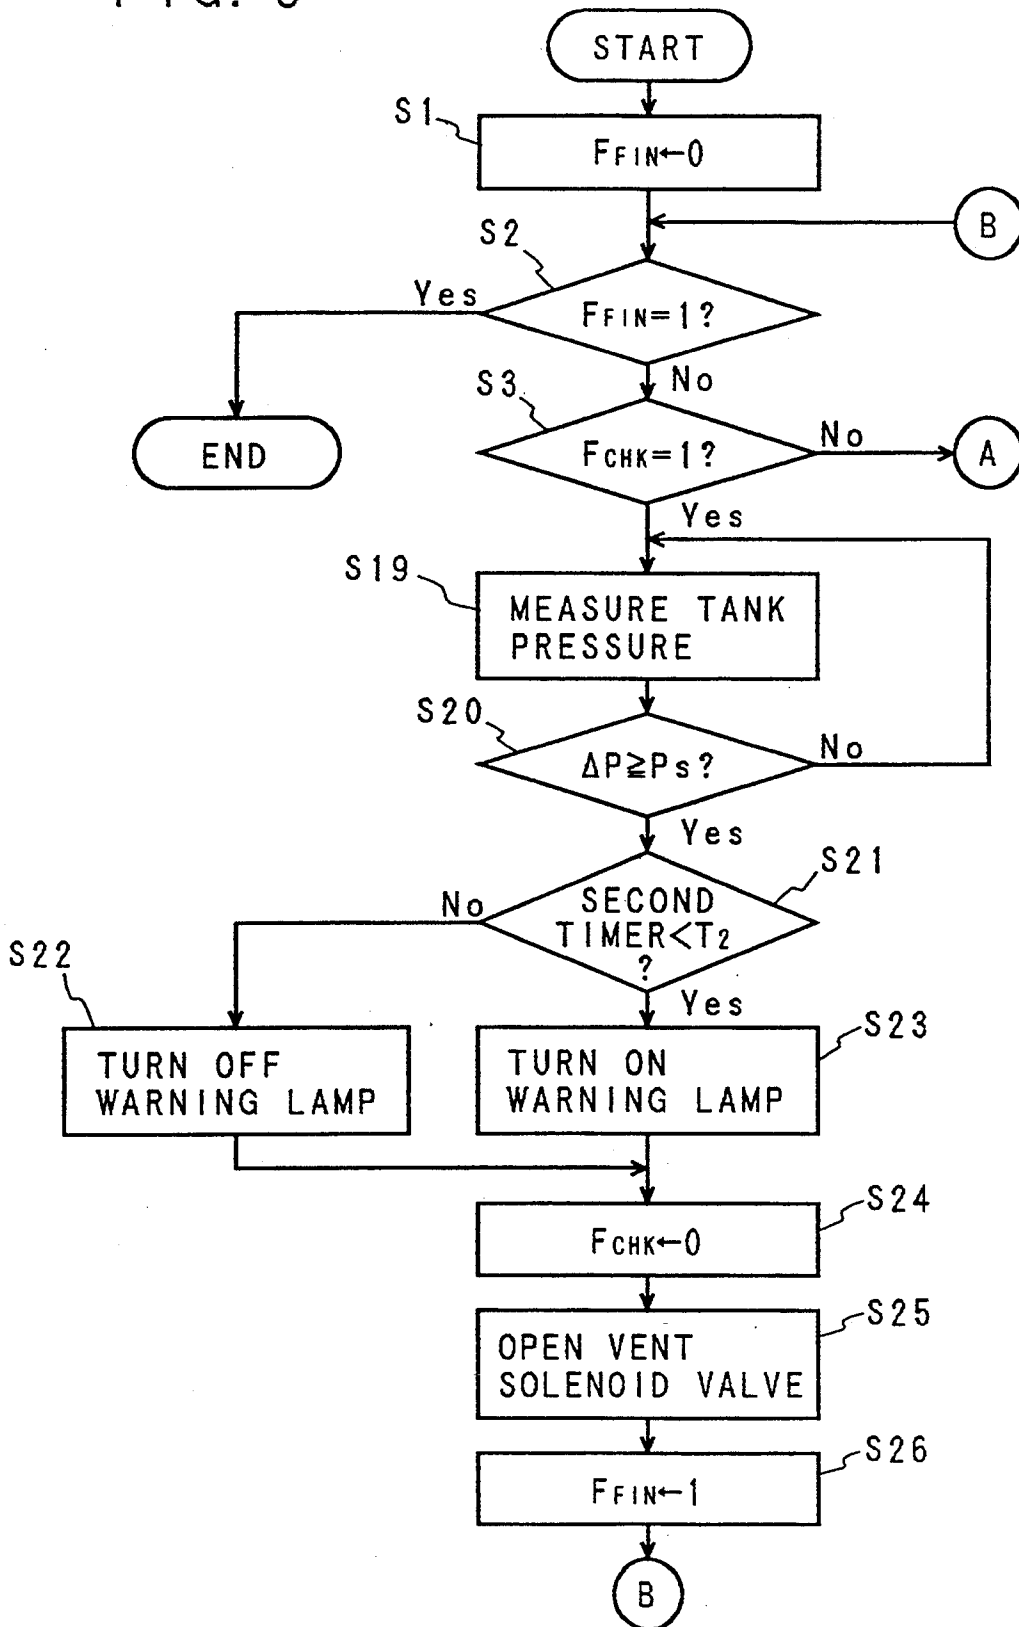 START
S1
FFIN←0
B
S2
Yes
FFIN=1?
No
S3
FCHK=1?
No
A
END
Yes
S19
MEASURE TANK
PRESSURE
S20
ΔP≧Ps?
No
Yes
S21
No
SECOND
TIMER<T2
?
Yes
S22
TURN OFF
WARNING LAMP
S23
TURN ON
WARNING LAMP
S24
FCHK←0
S25
OPEN VENT
SOLENOID VALVE
S26
FFIN←1
B